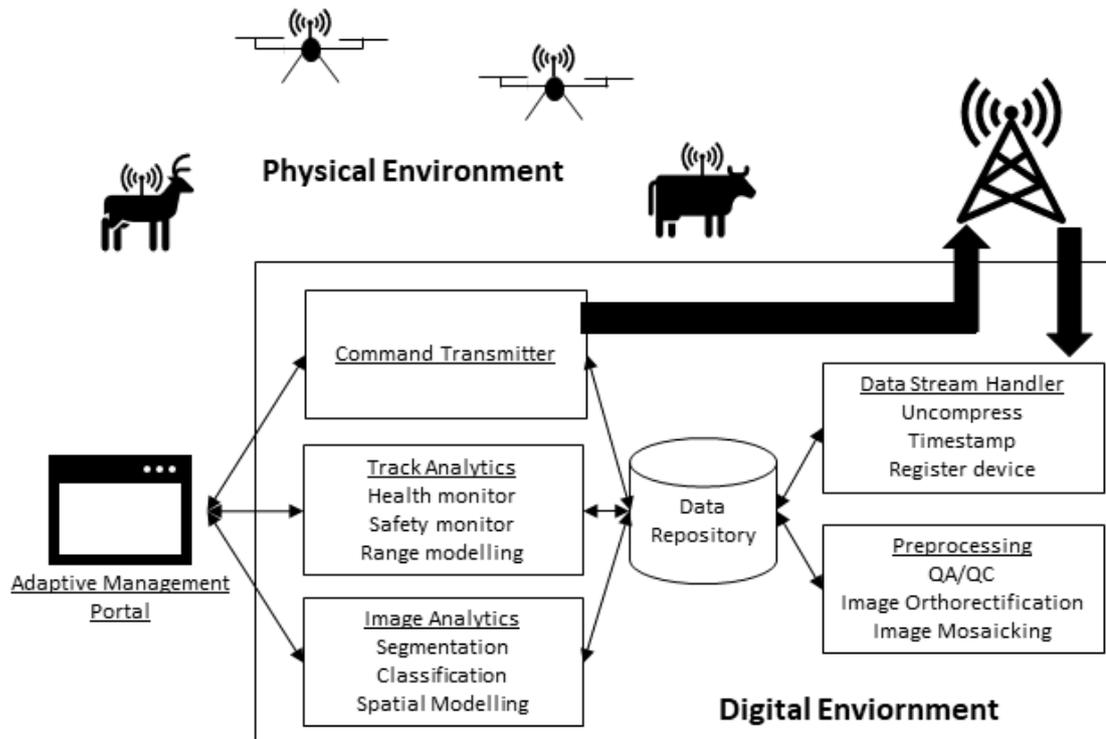 Physical Environment
Command Transmitter
Data Stream Handler
Uncompress
Timestamp
Register device
Track Analytics
Health monitor
Safety monitor
Range modelling
Data
Repository
Adaptive Management
Portal
Preprocessing
QA/QC
Image Orthorectification
Image Mosaicking
Image Analytics
Segmentation
Classification
Spatial Modelling
Digital Enviornment